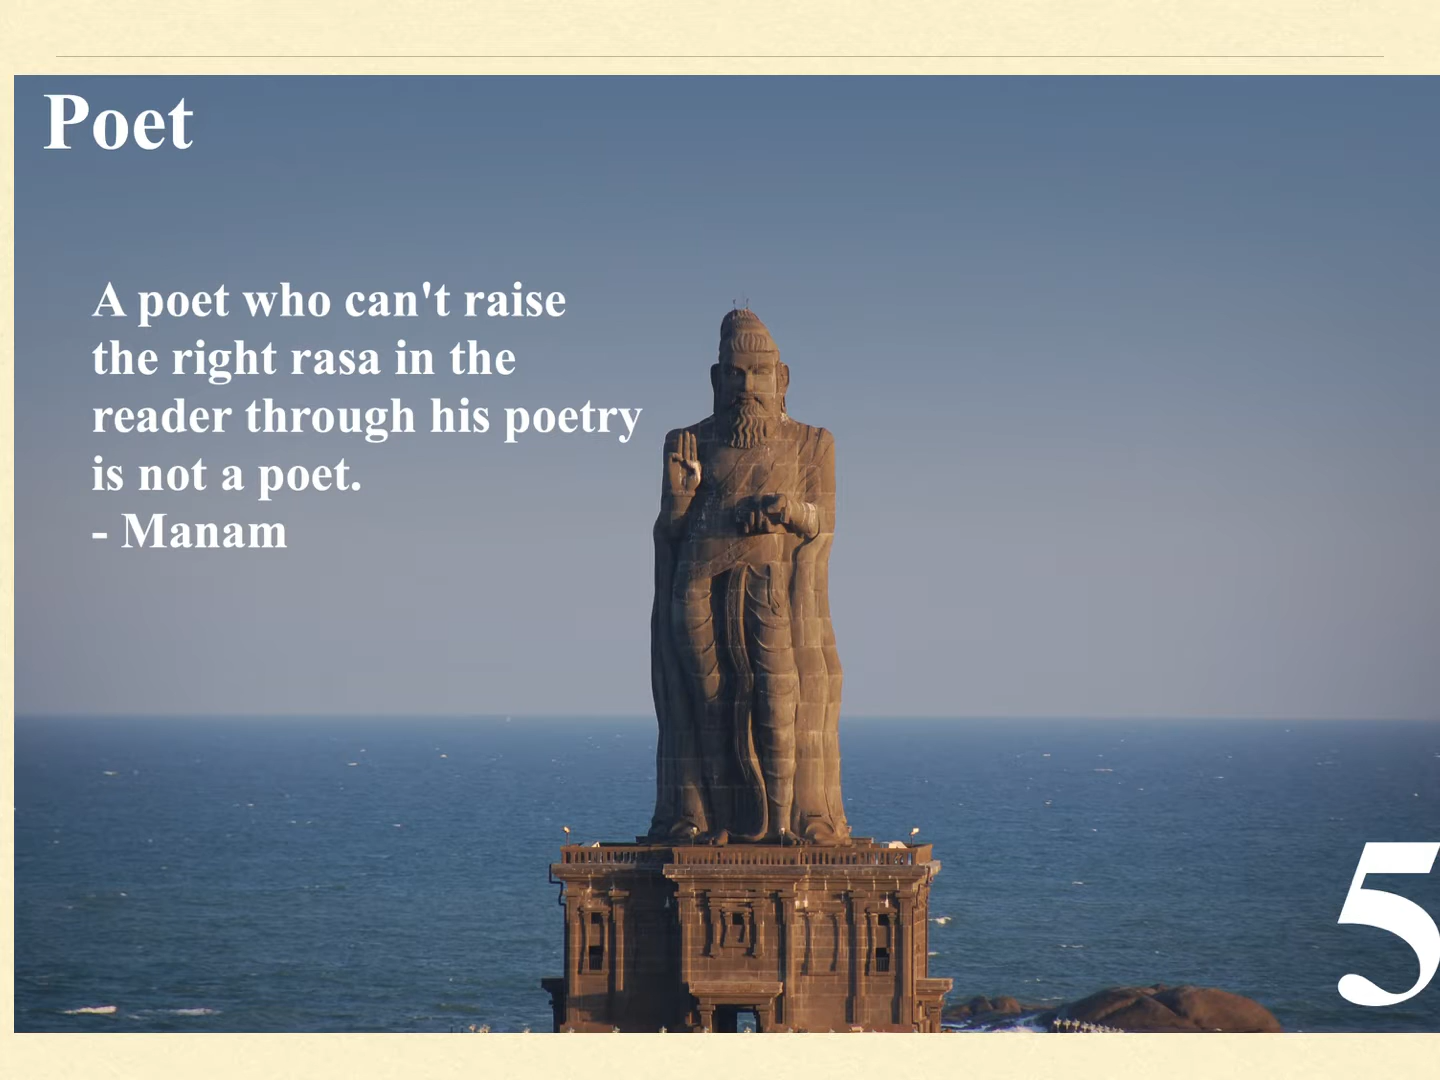 Poet
A poet who can't raise
the right rasa in the
reader through his poetry
is not a poet.
- Manam
5